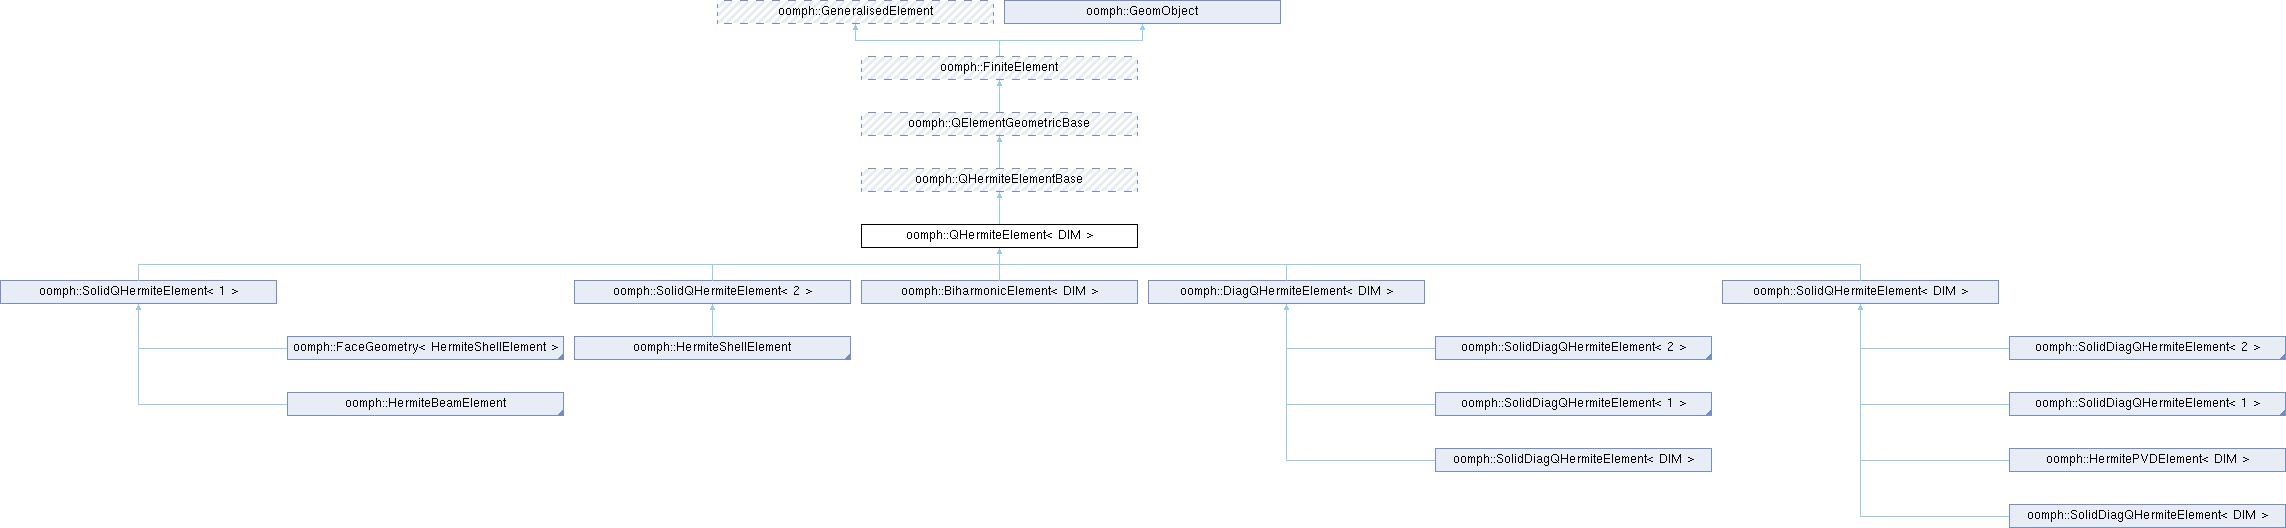 oomph::GeneralisedElement
oomph::GeomObject
oomph::FiniteElement
oomph::QElementGeometricBase
oomph::QHermiteElementBase
oomph::QHermiteElement< DIM >
oomph::SolidQHermiteElement< 1 >
oomph::SolidQHermiteElement< 2 >
oomph::BiharmonicElement< DIM >
oomph::DiagQHermiteElement< DIM >
oomph::SolidQHermiteElement< DIM >
oomph::FaceGeometry< HermiteShellElement >
oomph::HermiteShellElement
oomph::SolidDiagQHermiteElement< 2 >
oomph::SolidDiagQHermiteElement< 2 >
oomph::HermiteBeamElement
oomph::SolidDiagQHermiteElement< 1 >
oomph::SolidDiagQHermiteElement< 1 >
oomph::SolidDiagQHermiteElement< DIM >
oomph::HermitePVDElement< DIM >
oomph::SolidDiagQHermiteElement< DIM >